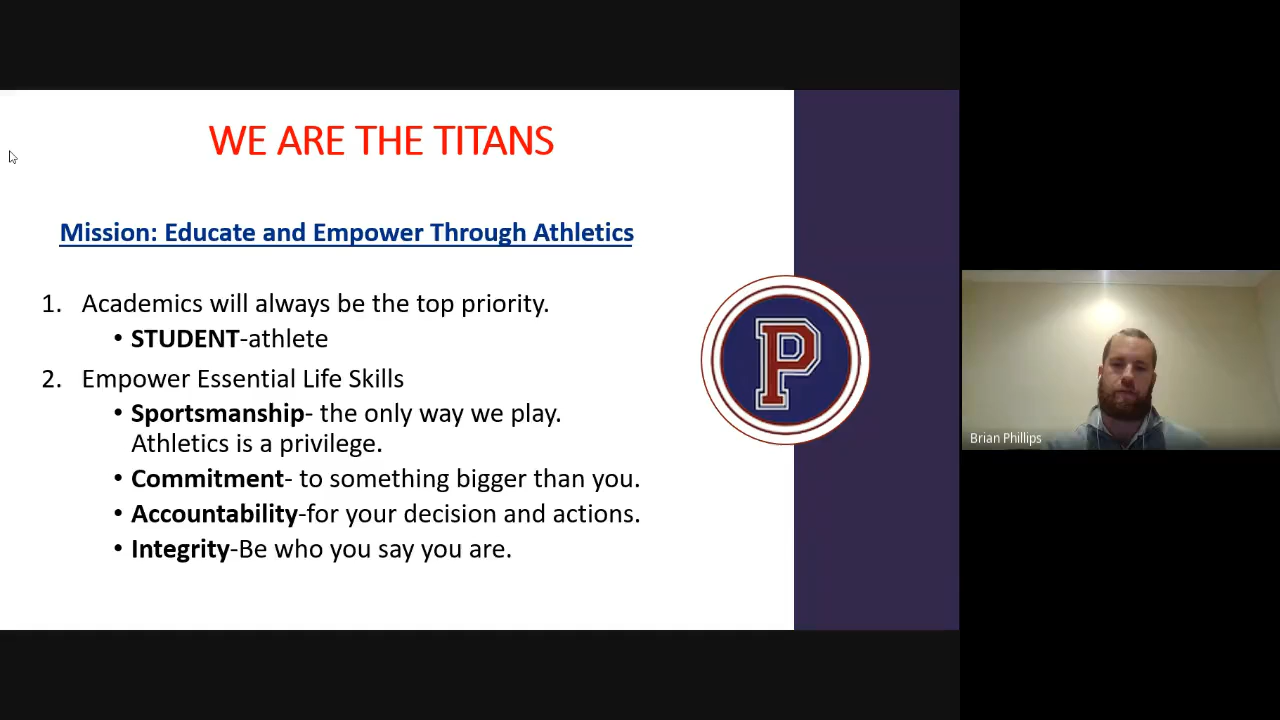 WE ARE THE TITANS
Mission: Educate and Empower Through Athletics
1. Academics will always be the top priority.
• STUDENT-athlete
2. Empower Essential Life Skills
• Sportsmanship- the only way we play.
Athletics is a privilege.
• Commitment- to something bigger than you.
• Accountability-for your decision and actions.
• Integrity-Be who you say you are.
P
Brian Phillips